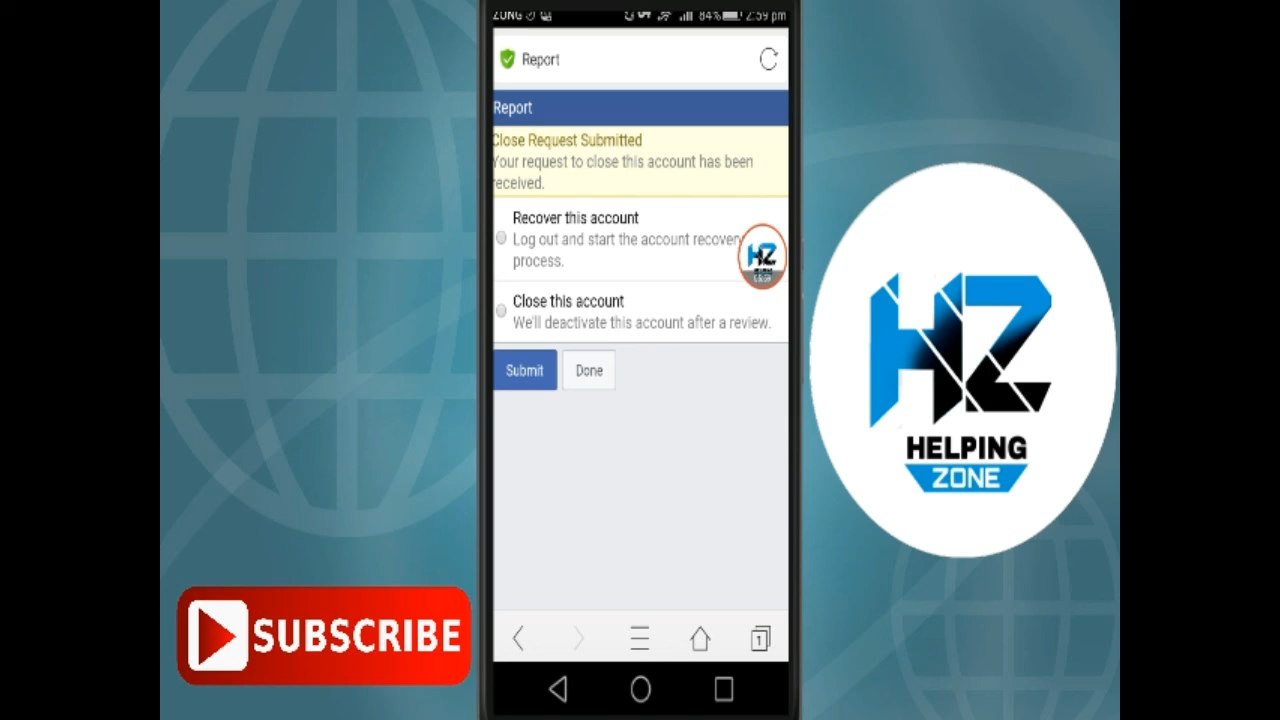 ZONG 84% 2:59 pm
Report
Report
Close Request Submitted
Your request to close this account has been
received.
Recover this account
Log out and start the account recovery
process.
HZ
Close this account
We'll deactivate this account after a review.
Submit Done
1
SUBSCRIBE
HZ
HELPING
ZONE